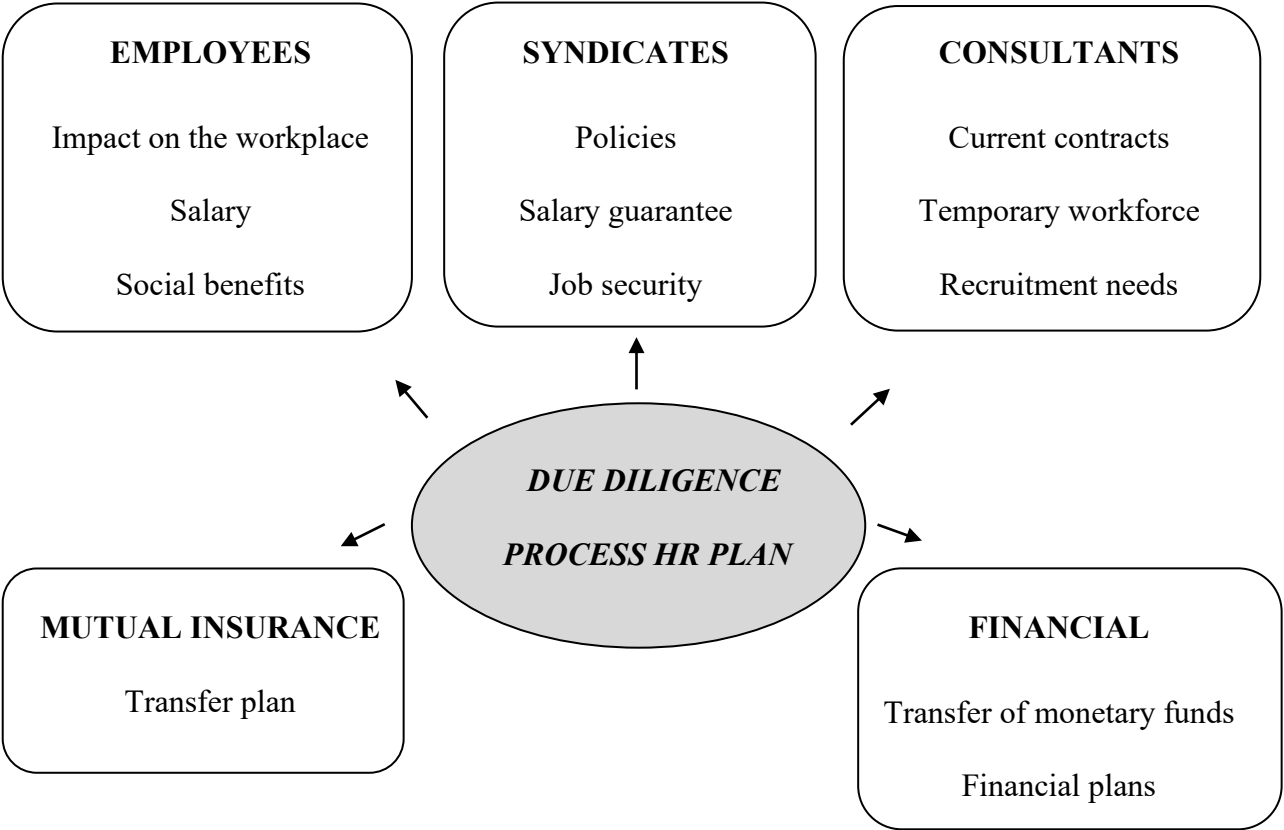 EMPLOYEES
Impact on the workplace
Salary
Social benefits
SYNDICATES
Policies
Salary guarantee
Job security
CONSULTANTS
Current contracts
Temporary workforce
Recruitment needs
DUE DILIGENCE
PROCESS HR PLAN
MUTUAL INSURANCE
Transfer plan
FINANCIAL
Transfer of monetary funds
Financial plans